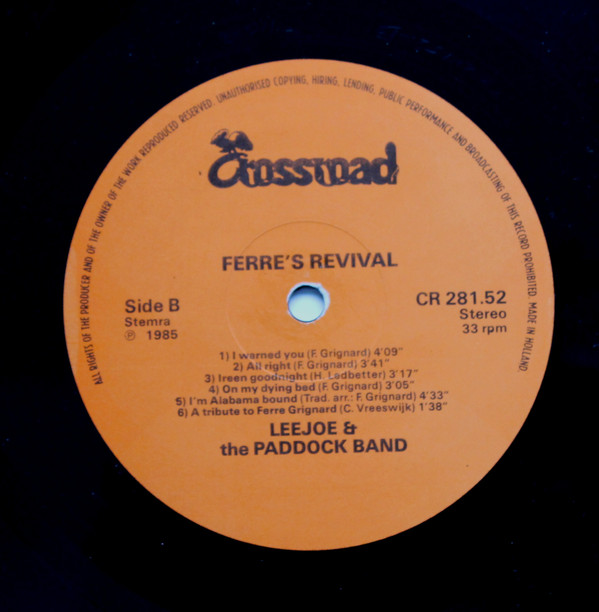 ALL RIGHTS OF THE PRODUCER AND OF THE OWNER OF THE WORK REPRODUCED RESERVED. UNAUTHORISED COPYING, HIRING, LENDING, PUBLIC PERFORMANCE AND BROADCASTING OF THIS RECORD PROHIBITED. MADE IN HOLLAND.
Crossroad
FERRE'S REVIVAL
Side B
Stemra
℗ 1985
CR 281.52
Stereo
33 rpm
1) I warned you (F. Grignard) 4'09"
2) All right (F. Grignard) 3'41"
3) Ireen goodnight (H. Ledbetter) 3'17"
4) On my dying bed (F. Grignard) 3'05"
5) I'm Alabama bound (Trad. arr.: F. Grignard) 4'33"
6) A tribute to Ferre Grignard (C. Vreeswijk) 1'38"
LEEJOE &
the PADDOCK BAND